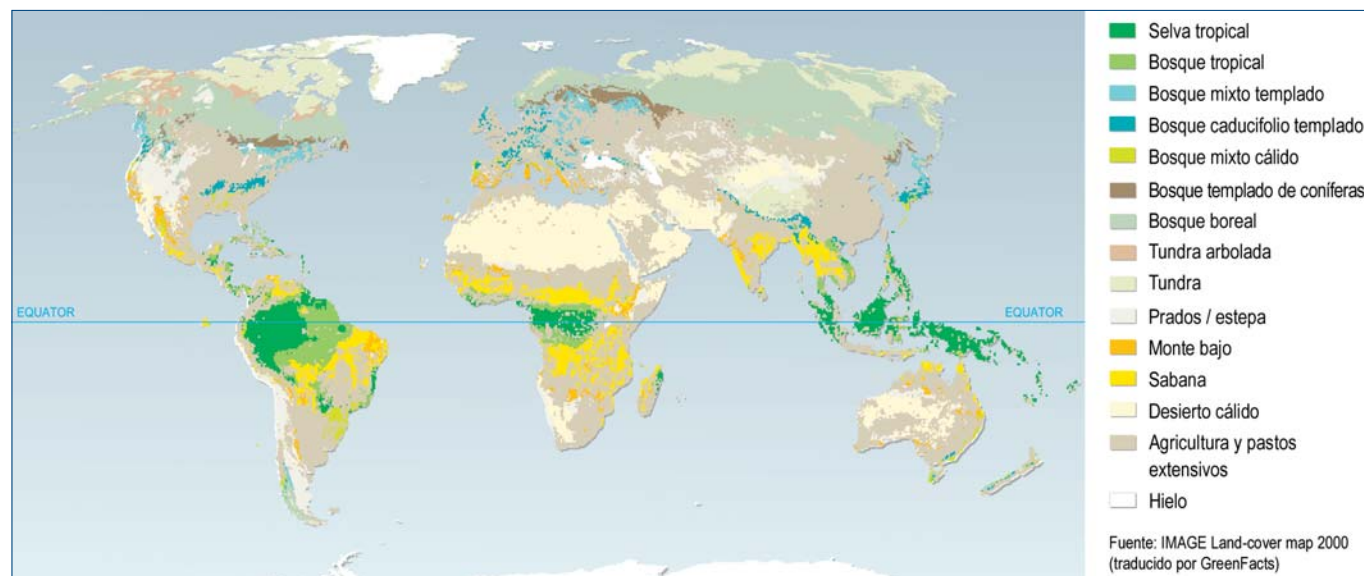 EQUATOR
EQUATOR
Selva tropical
Bosque tropical
Bosque mixto templado
Bosque caducifolio templado
Bosque mixto cálido
Bosque templado de coníferas
Bosque boreal
Tundra arbolada
Tundra
Prados / estepa
Monte bajo
Sabana
Desierto cálido
Agricultura y pastos
extensivos
Hielo
Fuente: IMAGE Land-cover map 2000
(traducido por GreenFacts)